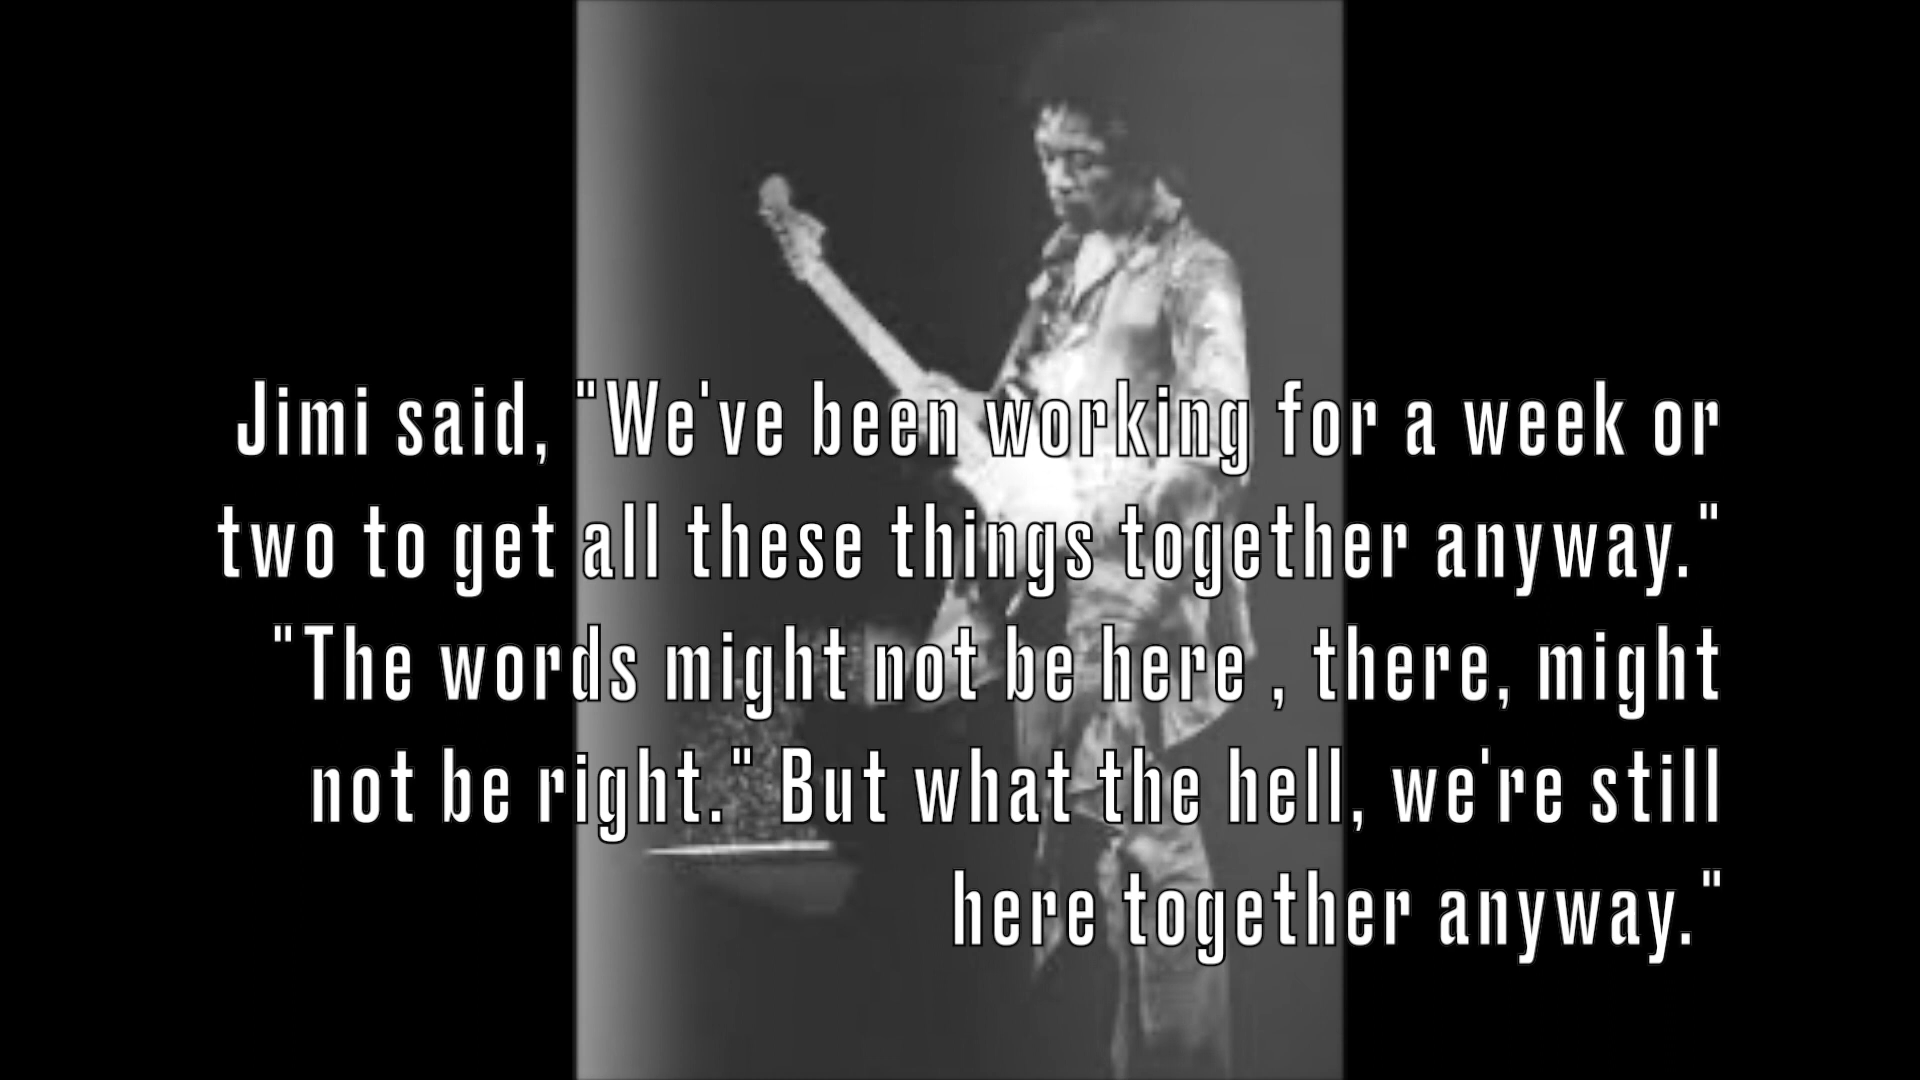 Jimi said, "We've been working for a week or
two to get all these things together anyway."
"The words might not be here , there, might
not be right." But what the hell, we're still
here together anyway."